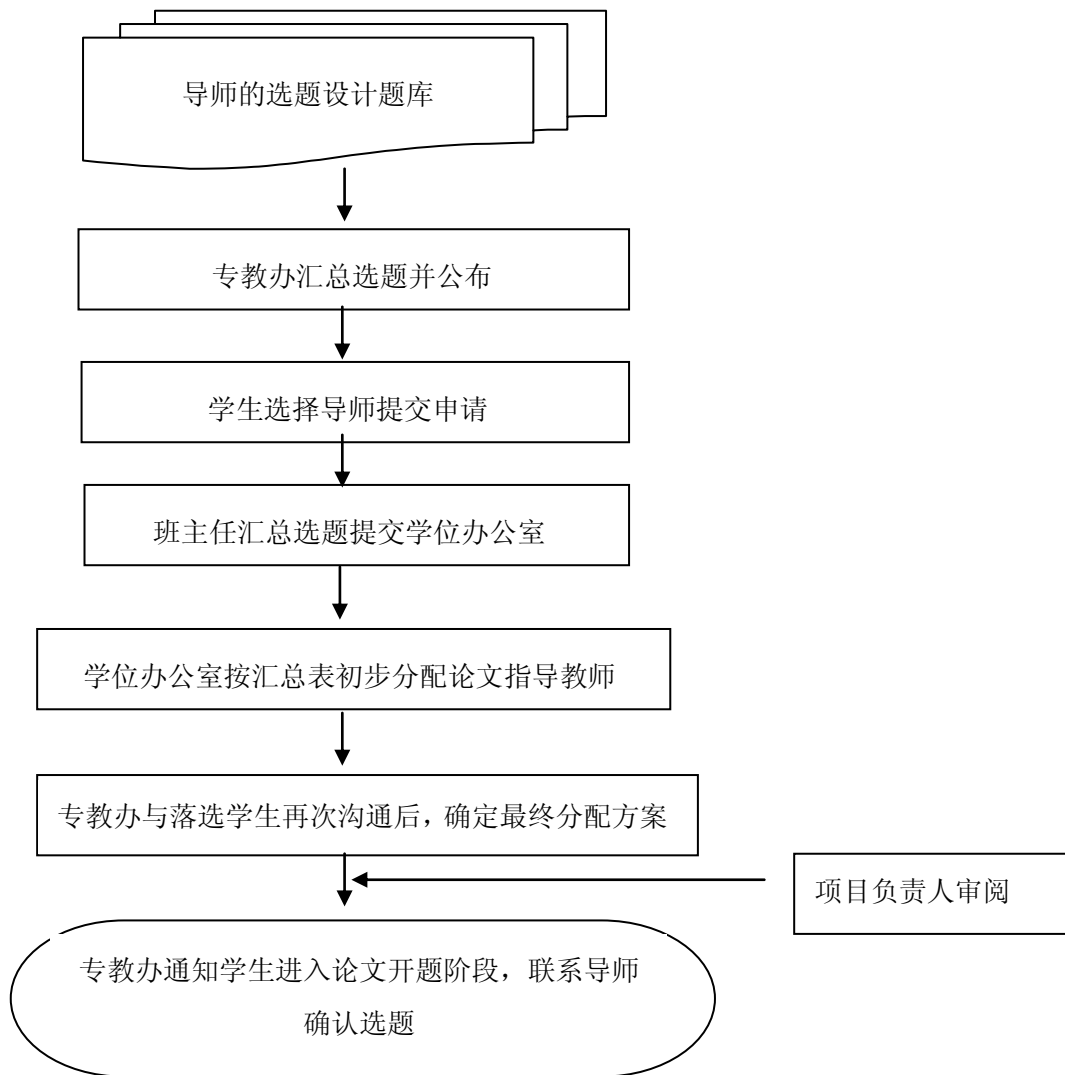 导师的选题设计题库
专教办汇总选题并公布
学生选择导师提交申请
班主任汇总选题提交学位办公室
学位办公室按汇总表初步分配论文指导教师
专教办与落选学生再次沟通后，确定最终分配方案
项目负责人审阅
专教办通知学生进入论文开题阶段，联系导师
确认选题